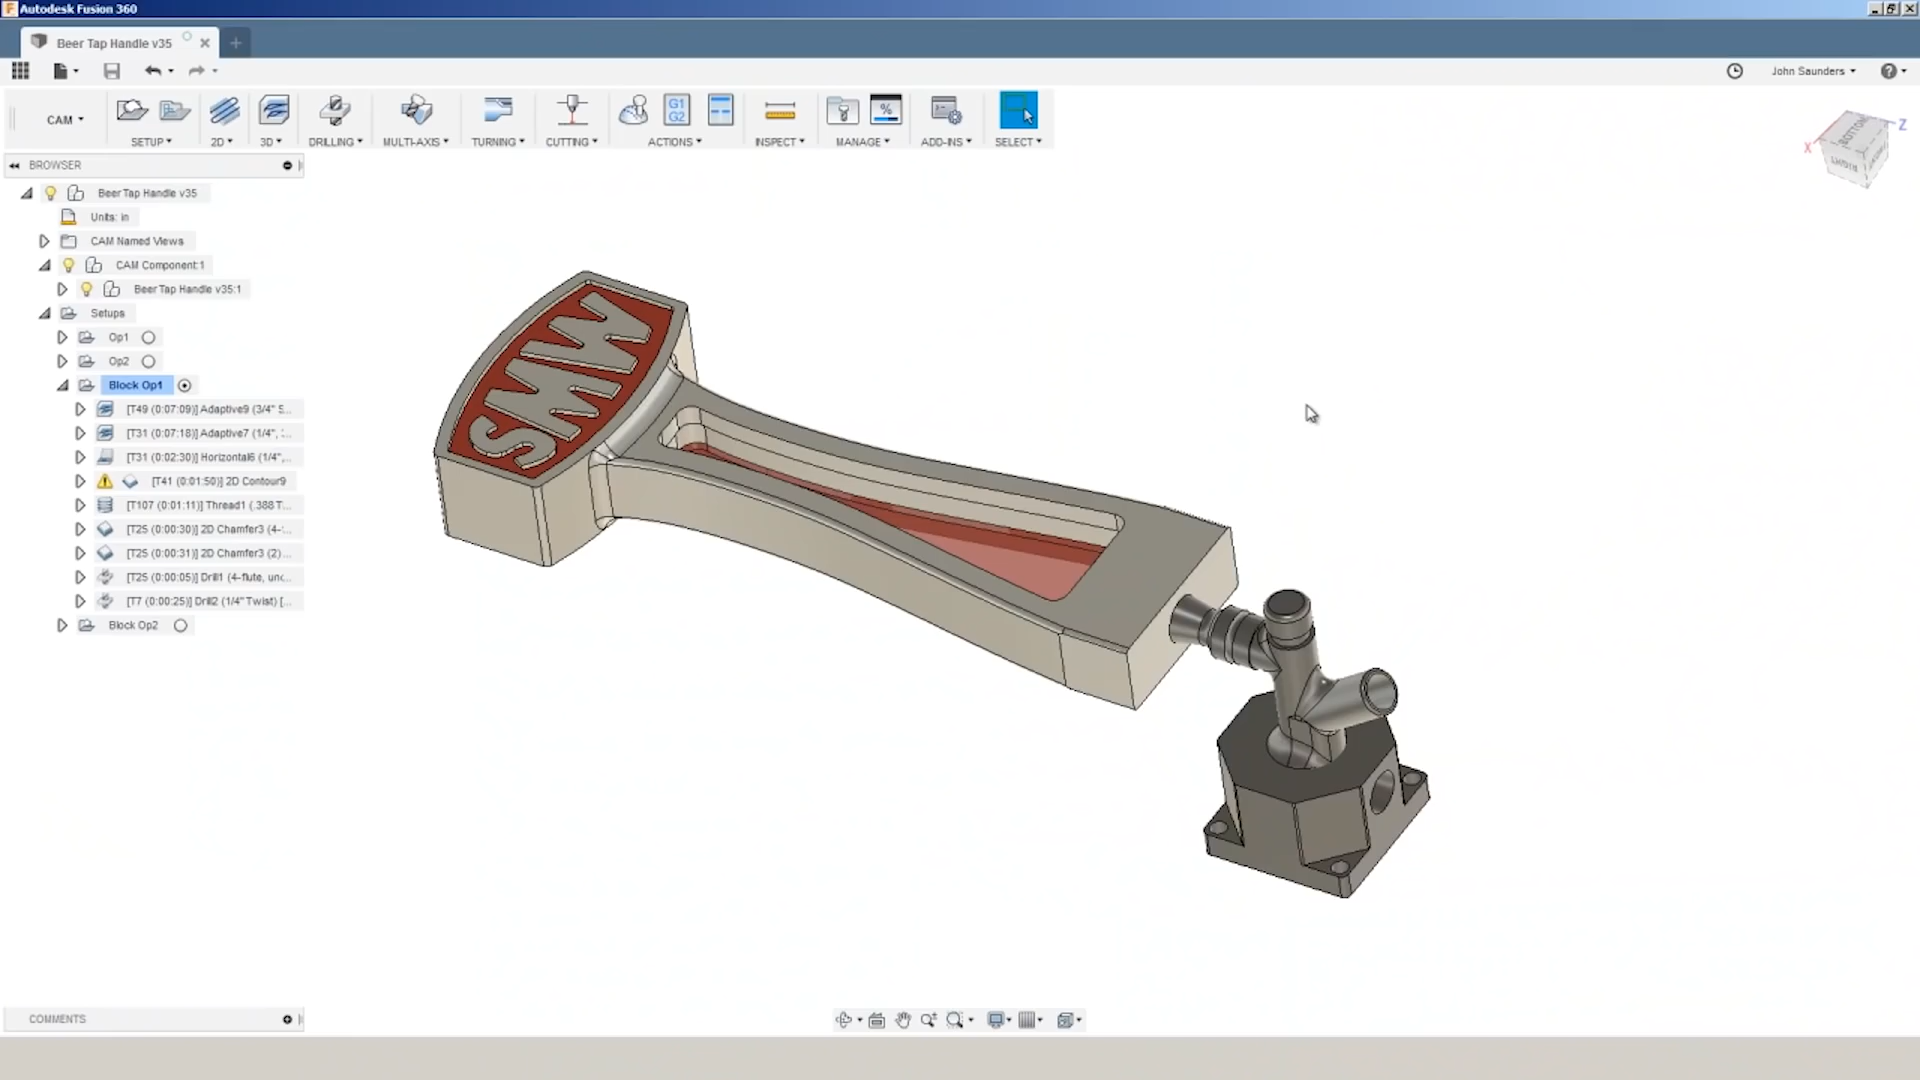 Autodesk Fusion 360
Beer Tap Handle v35
John Saunders
CAM
G1
G2
%
SETUP
2D
3D
DRILLING
MULTI-AXIS
TURNING
CUTTING
ACTIONS
INSPECT
MANAGE
ADD-INS
SELECT
BOTTOM
RIGHT
X
Z
BROWSER
Beer Tap Handle v35
Units: in
CAM Named Views
CAM Component:1
Beer Tap Handle v35:1
Setups
Op1
Op2
Block Op1
[T49 (0:07:09)] Adaptive9 (3/4" S...
[T31 (0:07:18)] Adaptive7 (1/4", ...
[T31 (0:02:30)] Horizontal6 (1/4",...
[T41 (0:01:50)] 2D Contour9
[T107 (0:01:11)] Thread1 (.388 T...
[T25 (0:00:30)] 2D Chamfer3 (4-...
[T25 (0:00:31)] 2D Chamfer3 (2) ...
[T25 (0:00:05)] Drill1 (4-flute, unc...
[T7 (0:00:25)] Drill2 (1/4" Twist) [...
Block Op2
SMW
COMMENTS